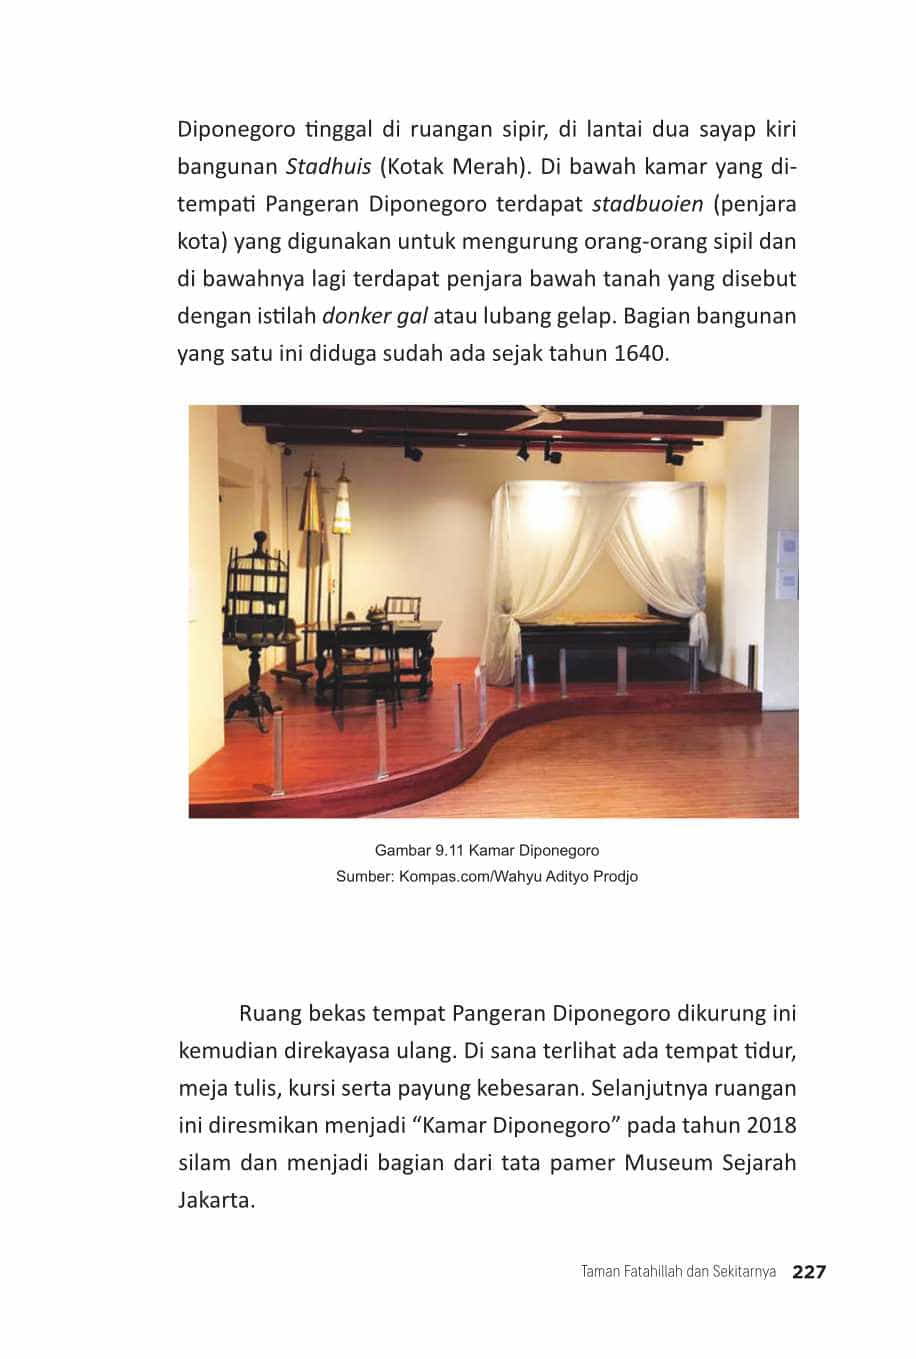 Diponegoro tinggal di ruangan sipir, di lantai dua sayap kiri
bangunan Stadhuis (Kotak Merah). Di bawah kamar yang di-
tempati Pangeran Diponegoro terdapat stadbuoien (penjara
kota) yang digunakan untuk mengurung orang-orang sipil dan
di bawahnya lagi terdapat penjara bawah tanah yang disebut
dengan istilah donker gal atau lubang gelap. Bagian bangunan
yang satu ini diduga sudah ada sejak tahun 1640.
Gambar 9.11 Kamar Diponegoro
Sumber: Kompas.com/Wahyu Adityo Prodjo
Ruang bekas tempat Pangeran Diponegoro dikurung ini
kemudian direkayasa ulang. Di sana terlihat ada tempat tidur,
meja tulis, kursi serta payung kebesaran. Selanjutnya ruangan
ini diresmikan menjadi “Kamar Diponegoro” pada tahun 2018
silam dan menjadi bagian dari tata pamer Museum Sejarah
Jakarta.
Taman Fatahillah dan Sekitarnya 227